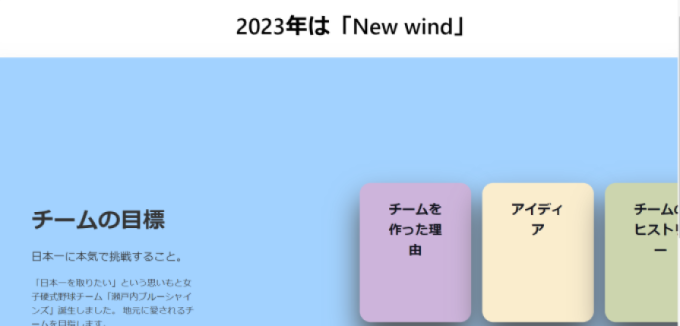 2023年は「New wind」
チームの目標
日本一に本気で挑戦すること。
「日本一を取りたい」という思いもと女
子硬式野球チーム「瀬戸内ブルーシャイ
ンズ」誕生しました。 地元に愛されるチ
ームを目指します。
チームを
作った理
由
アイディ
ア
チームの
ヒストリ
ー